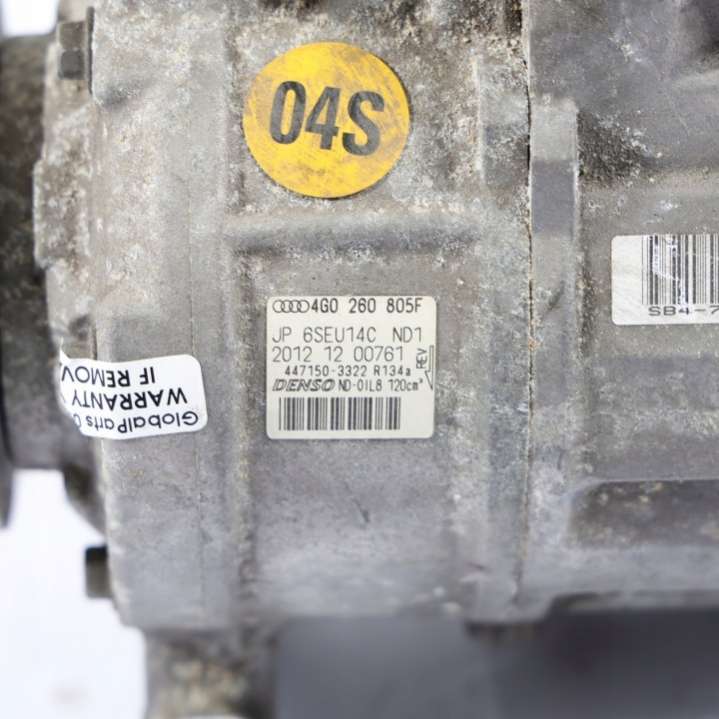 04S
4G0 260 805F
JP 6SEU14C ND1
2012 12 00761
447150-3322 R134a
DENSO ND-OIL8 120cm³
REV
SB4-7
GlobalParts
WARRANTY
IF REMOV